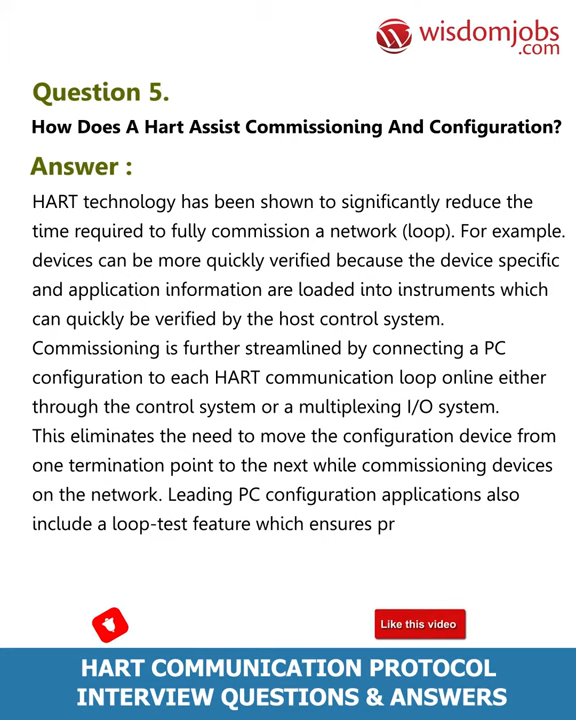 wisdomjobs
.com
Question 5.
How Does A Hart Assist Commissioning And Configuration?
Answer :
HART technology has been shown to significantly reduce the
time required to fully commission a network (loop). For example.
devices can be more quickly verified because the device specific
and application information are loaded into instruments which
can quickly be verified by the host control system.
Commissioning is further streamlined by connecting a PC
configuration to each HART communication loop online either
through the control system or a multiplexing I/O system.
This eliminates the need to move the configuration device from
one termination point to the next while commissioning devices
on the network. Leading PC configuration applications also
include a loop-test feature which ensures pr
Like this video
HART COMMUNICATION PROTOCOL
INTERVIEW QUESTIONS & ANSWERS